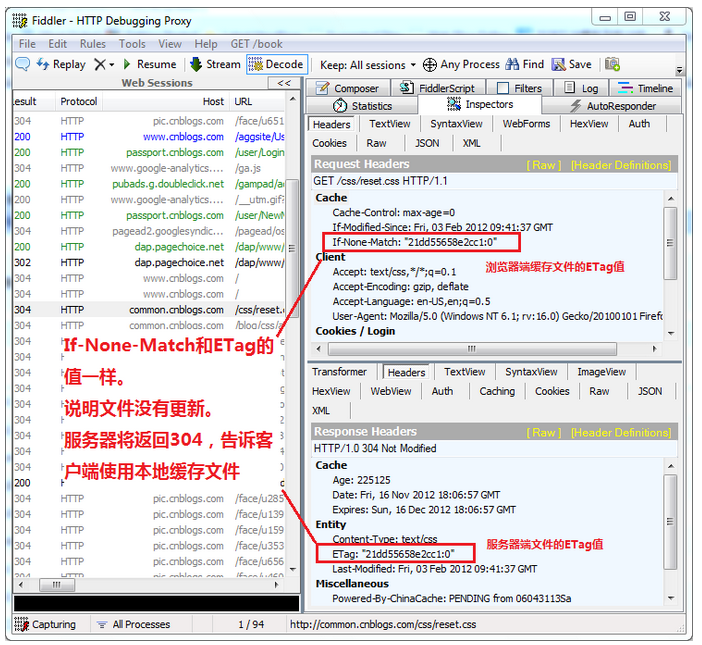 Fiddler - HTTP Debugging Proxy
File Edit Rules Tools View Help GET /book
Replay Resume Stream Decode Keep: All sessions Any Process Find Save
Web Sessions <<
Result Protocol Host URL
304 HTTP pic.cnblogs.com /face/u651
200 HTTP www.cnblogs.com /aggsite/Us
200 HTTP passport.cnblogs.com /user/Login
304 HTTP www.google-analytics.... /ga.js
200 HTTP pubads.g.doubleclick.net /gampad/a
200 HTTP www.google-analytics.... /__utm.gif?
200 HTTP passport.cnblogs.com /user/NewM
304 HTTP pagead2.googlesyndic... /pagead/os
200 HTTP dap.pagechoice.net /dap/www/
302 HTTP dap.pagechoice.net /dap/www/
304 HTTP www.cnblogs.com /
304 HTTP www.cnblogs.com /
304 HTTP common.cnblogs.com /css/reset.
304 HTTP common.cnblogs.com /blog/css/a
If-None-Match和ETag的
值一样。
说明文件没有更新。
服务器将返回304，告诉客
户端使用本地缓存文件
304 HTTP pic.cnblogs.com /face/u285
304 HTTP pic.cnblogs.com /face/u139
304 HTTP pic.cnblogs.com /face/u159
304 HTTP pic.cnblogs.com /face/u353
304 HTTP pic.cnblogs.com /face/u656
Composer FiddlerScript Filters Log Timeline
Statistics Inspectors AutoResponder
Headers TextView SyntaxView WebForms HexView Auth
Cookies Raw JSON XML
Request Headers [ Raw ] [Header Definitions]
GET /css/reset.css HTTP/1.1
Cache
Cache-Control: max-age=0
If-Modified-Since: Fri, 03 Feb 2012 09:41:37 GMT
If-None-Match: "21dd55658e2cc1:0"
Client
浏览器端缓存文件的ETag值
Accept: text/css,*/*;q=0.1
Accept-Encoding: gzip, deflate
Accept-Language: en-US,en;q=0.5
User-Agent: Mozilla/5.0 (Windows NT 6.1; rv:16.0) Gecko/20100101 Firef
Cookies / Login
Transformer Headers TextView SyntaxView ImageView
HexView WebView Auth Caching Cookies Raw JSON
XML
Response Headers [ Raw ] [Header Definitions]
HTTP/1.0 304 Not Modified
Cache
Age: 225125
Date: Fri, 16 Nov 2012 18:06:57 GMT
Expires: Sun, 16 Dec 2012 18:06:57 GMT
Entity
Content-Type: text/css
ETag: "21dd55658e2cc1:0"
服务器端文件的ETag值
Last-Modified: Fri, 03 Feb 2012 09:41:37 GMT
Miscellaneous
Powered-By-ChinaCache: PENDING from 06043113Sa
Capturing All Processes 1 / 94 http://common.cnblogs.com/css/reset.css